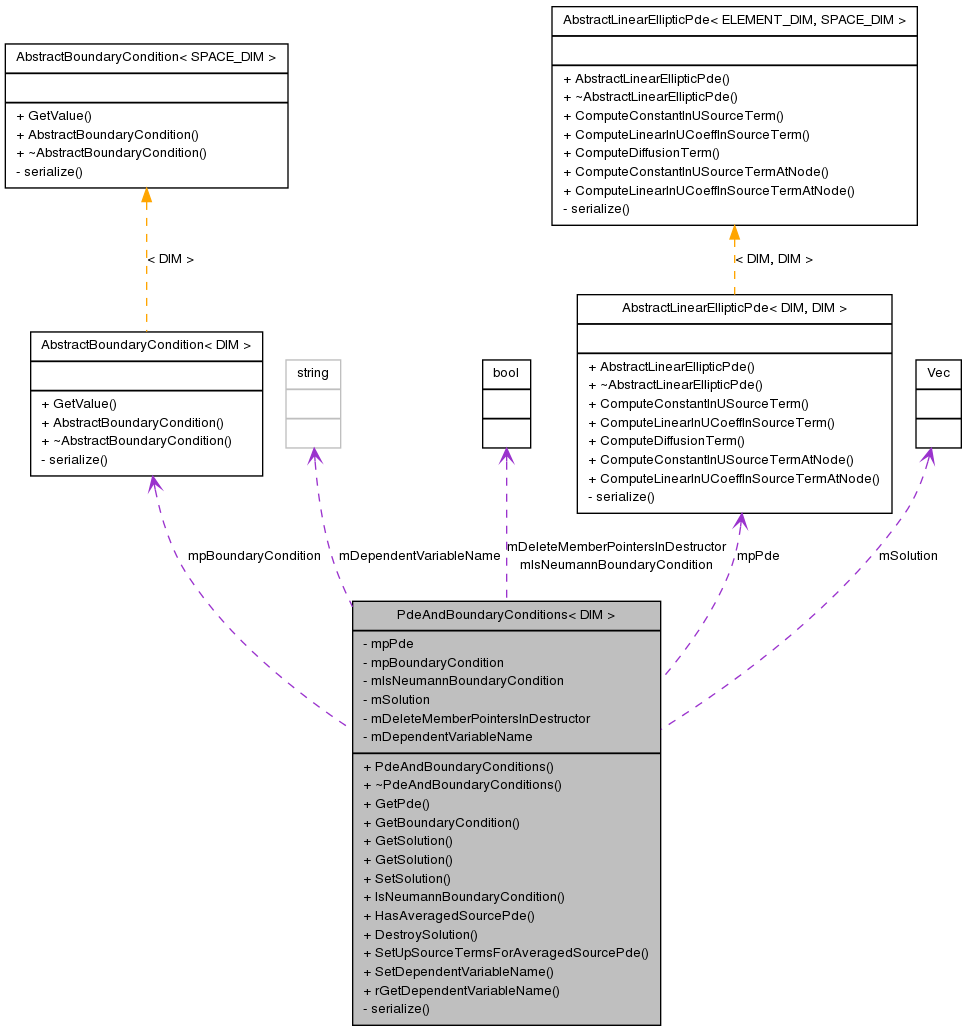 AbstractBoundaryCondition< SPACE_DIM >
+ GetValue()
+ AbstractBoundaryCondition()
+ ~AbstractBoundaryCondition()
- serialize()
AbstractLinearEllipticPde< ELEMENT_DIM, SPACE_DIM >
+ AbstractLinearEllipticPde()
+ ~AbstractLinearEllipticPde()
+ ComputeConstantInUSourceTerm()
+ ComputeLinearInUCoeffInSourceTerm()
+ ComputeDiffusionTerm()
+ ComputeConstantInUSourceTermAtNode()
+ ComputeLinearInUCoeffInSourceTermAtNode()
- serialize()
< DIM >
< DIM, DIM >
AbstractBoundaryCondition< DIM >
+ GetValue()
+ AbstractBoundaryCondition()
+ ~AbstractBoundaryCondition()
- serialize()
string
bool
AbstractLinearEllipticPde< DIM, DIM >
+ AbstractLinearEllipticPde()
+ ~AbstractLinearEllipticPde()
+ ComputeConstantInUSourceTerm()
+ ComputeLinearInUCoeffInSourceTerm()
+ ComputeDiffusionTerm()
+ ComputeConstantInUSourceTermAtNode()
+ ComputeLinearInUCoeffInSourceTermAtNode()
- serialize()
Vec
mpBoundaryCondition
mDependentVariableName
mDeleteMemberPointersInDestructor
mIsNeumannBoundaryCondition
mpPde
mSolution
PdeAndBoundaryConditions< DIM >
- mpPde
- mpBoundaryCondition
- mIsNeumannBoundaryCondition
- mSolution
- mDeleteMemberPointersInDestructor
- mDependentVariableName
+ PdeAndBoundaryConditions()
+ ~PdeAndBoundaryConditions()
+ GetPde()
+ GetBoundaryCondition()
+ GetSolution()
+ GetSolution()
+ SetSolution()
+ IsNeumannBoundaryCondition()
+ HasAveragedSourcePde()
+ DestroySolution()
+ SetUpSourceTermsForAveragedSourcePde()
+ SetDependentVariableName()
+ rGetDependentVariableName()
- serialize()